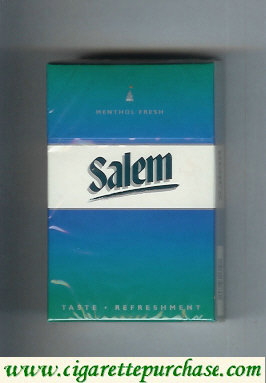 MENTHOL FRESH
Salem
TASTE • REFRESHMENT
www.cigarettepurchase.com